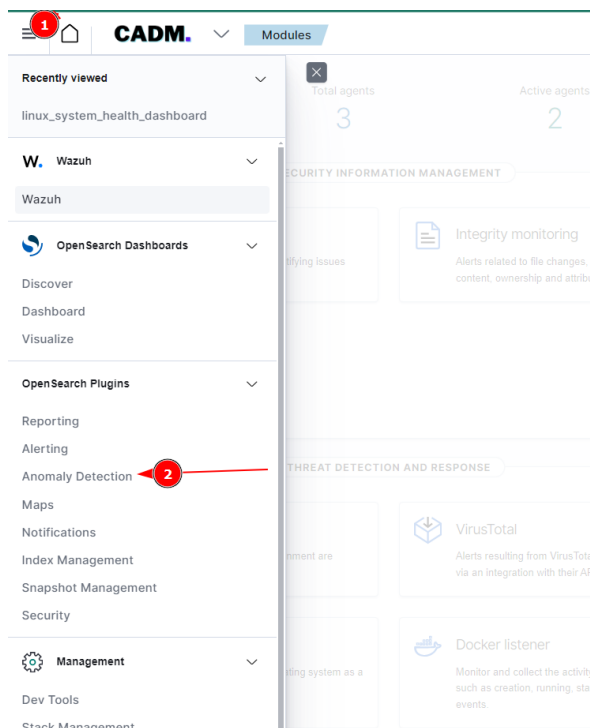 1
CADM.
Modules
Recently viewed
linux_system_health_dashboard
W. Wazuh
Wazuh
OpenSearch Dashboards
Discover
Dashboard
Visualize
OpenSearch Plugins
Reporting
Alerting
Anomaly Detection
2
Maps
Notifications
Index Management
Snapshot Management
Security
Management
Dev Tools
Stack Management
Total agents
3
Active agents
2
ECURITY INFORMATION MANAGEMENT
tifying issues
Integrity monitoring
Alerts related to file changes,
content, ownership and attribu
THREAT DETECTION AND RESPONSE
nment are
VirusTotal
Alerts resulting from VirusTota
via an integration with their AP
ting system as a
Docker listener
Monitor and collect the activity
such as creation, running, sta
events.